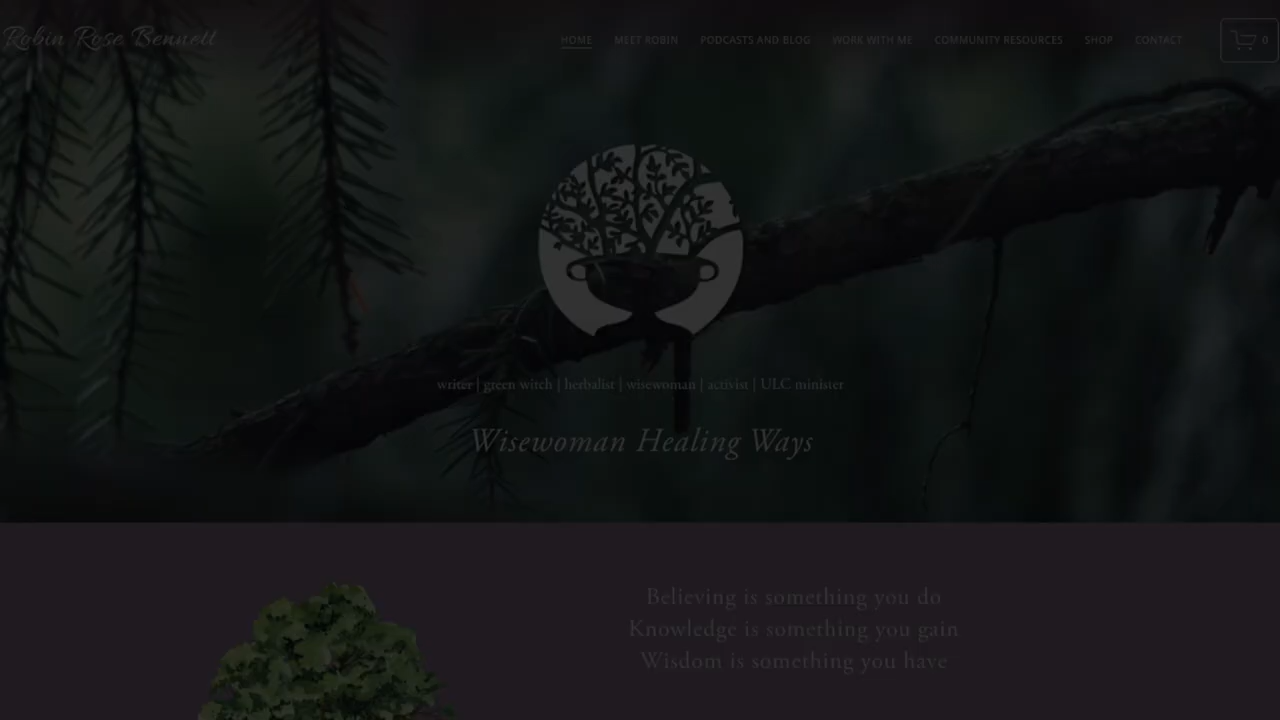 Robin Rose Bennett
HOME MEET ROBIN PODCASTS AND BLOG WORK WITH ME COMMUNITY RESOURCES SHOP CONTACT 0
writer | green witch | herbalist | wisewoman | activist | ULC minister
Wisewoman Healing Ways
Believing is something you do
Knowledge is something you gain
Wisdom is something you have